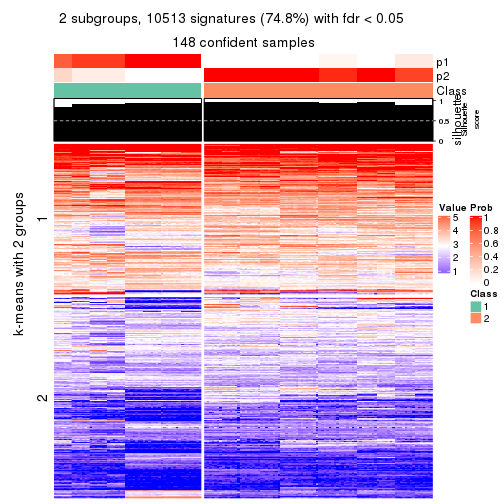 2 subgroups, 10513 signatures (74.8%) with fdr < 0.05
148 confident samples
p1
p2
Class
silhouette
Silhouette
score
1
0.5
0
k-means with 2 groups
1
2
Value
5
4
3
2
1
Prob
1
0.8
0.6
0.4
0.2
0
Class
1
2